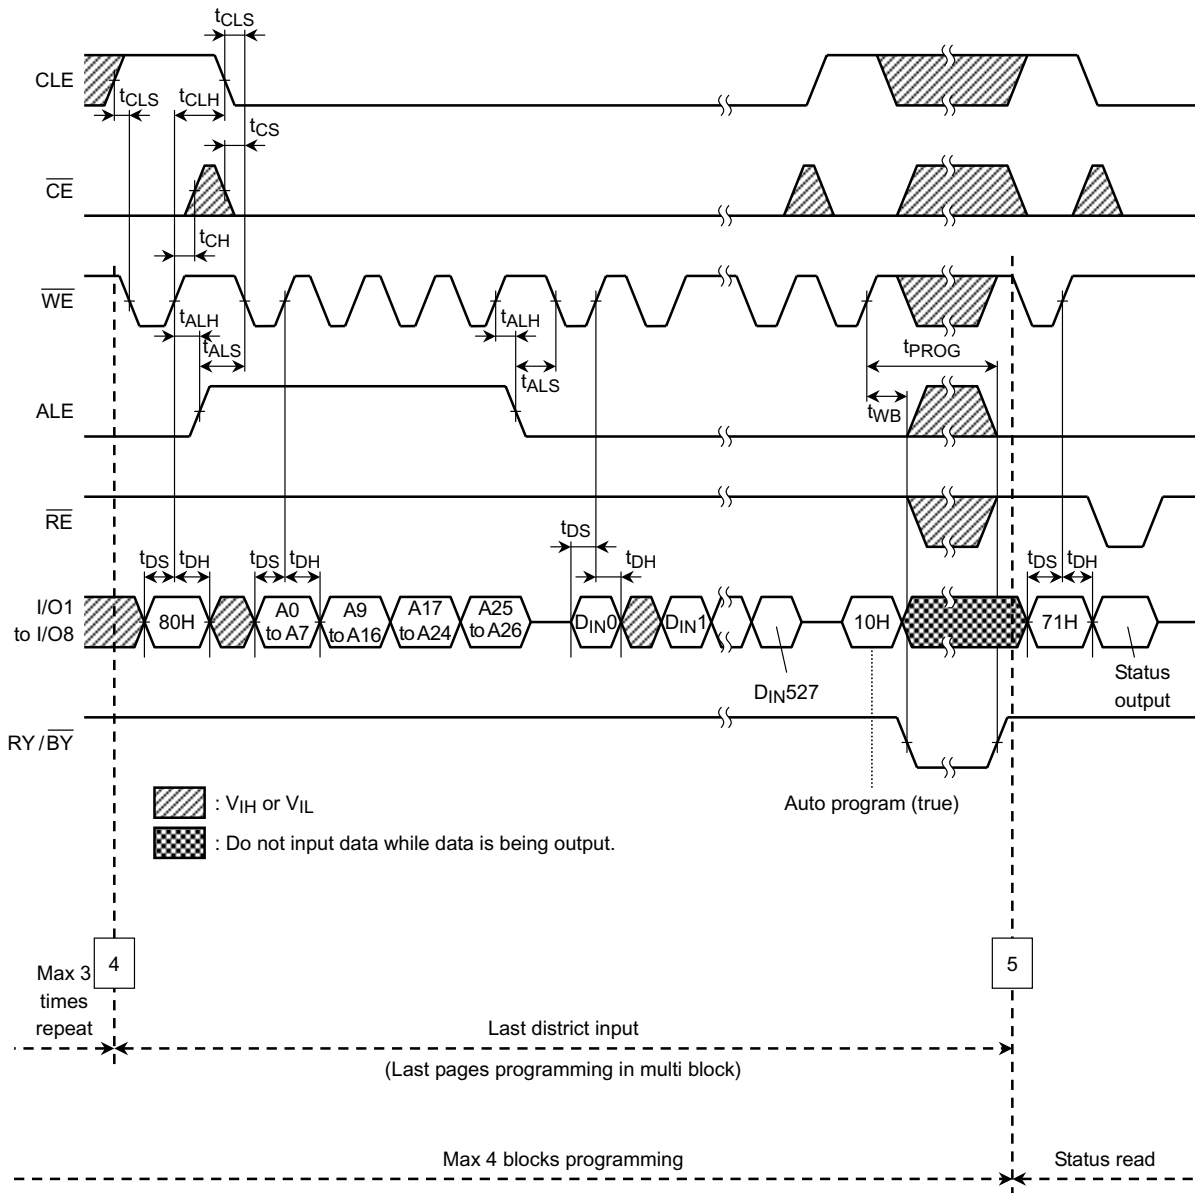 tCLS
CLE
tCLS
tCLH
tCS
CE
tCH
WE
tALH
tALS
tALH
tALS
tPROG
tWB
ALE
RE
tDS
tDH
tDS
tDH
tDS
tDH
tDS
tDH
I/O1
to I/O8
80H
A0
to A7
A9
to A16
A17
to A24
A25
to A26
DIN0
DIN1
DIN527
10H
71H
Status
output
RY/BY
: VIH or VIL
: Do not input data while data is being output.
Auto program (true)
4
5
Max 3
times
repeat
Last district input
(Last pages programming in multi block)
Max 4 blocks programming
Status read